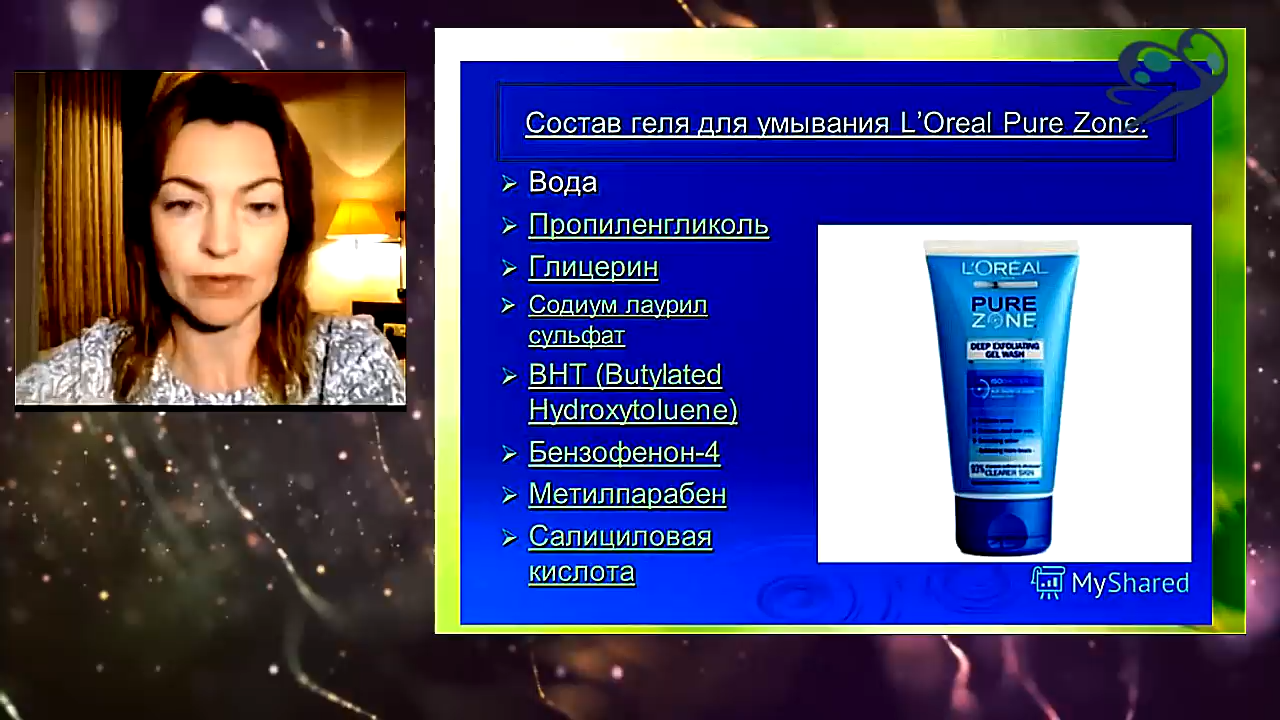 Состав геля для умывания L’Oreal Pure Zone.
Вода
Пропиленгликоль
Глицерин
Содиум лаурил
сульфат
BHT (Butylated
Hydroxytoluene)
Бензофенон-4
Метилпарабен
Салициловая
кислота
L'ORÉAL
PURE
ZONE
DEEP EXFOLIATING
GEL WASH
CLEARER SKIN
MyShared